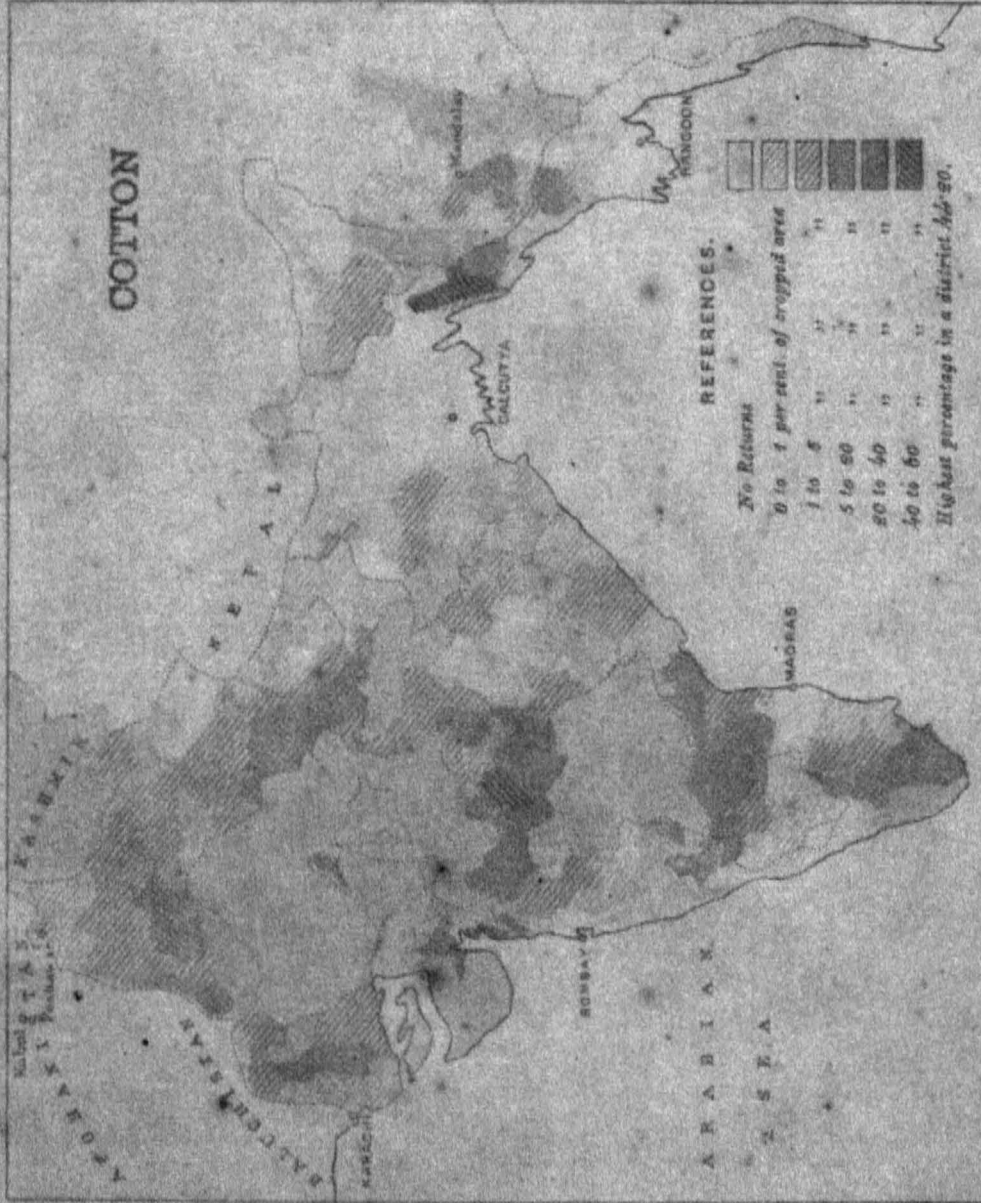 COTTON
KASHMIR
NEPAL
BALUCHISTAN
KARACHI
Mandalay
CALCUTTA
RANGOON
BOMBAY
MADRAS
ARABIAN
SEA
REFERENCES.
No Returns
0 to 1 per cent. of cropped area
1 to 5 " "
5 to 20 " " "
20 to 40 " " "
40 to 60 " " "
Highest percentage in a district